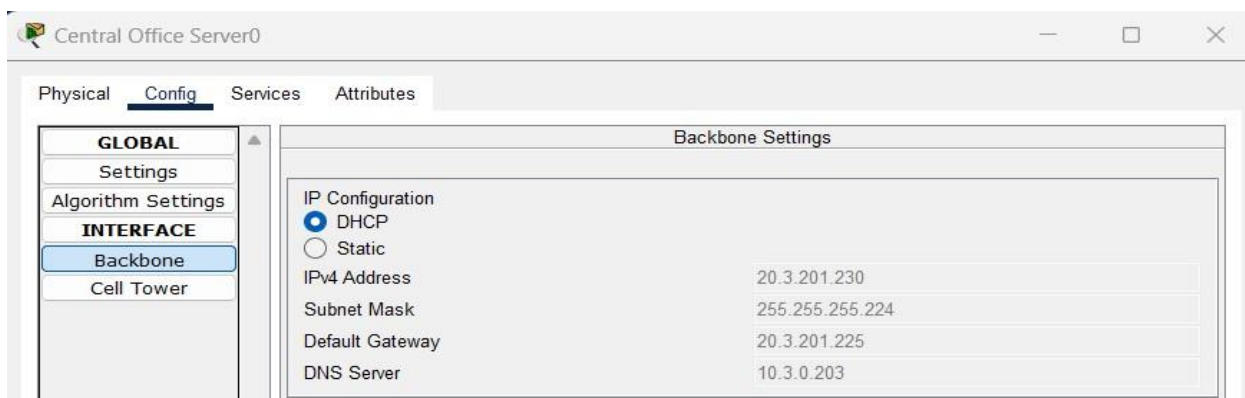 Central Office Server0
Physical Config Services Attributes
GLOBAL
Settings
Algorithm Settings
INTERFACE
Backbone
Cell Tower
Backbone Settings
IP Configuration
DHCP
Static
IPv4 Address 20.3.201.230
Subnet Mask 255.255.255.224
Default Gateway 20.3.201.225
DNS Server 10.3.0.203